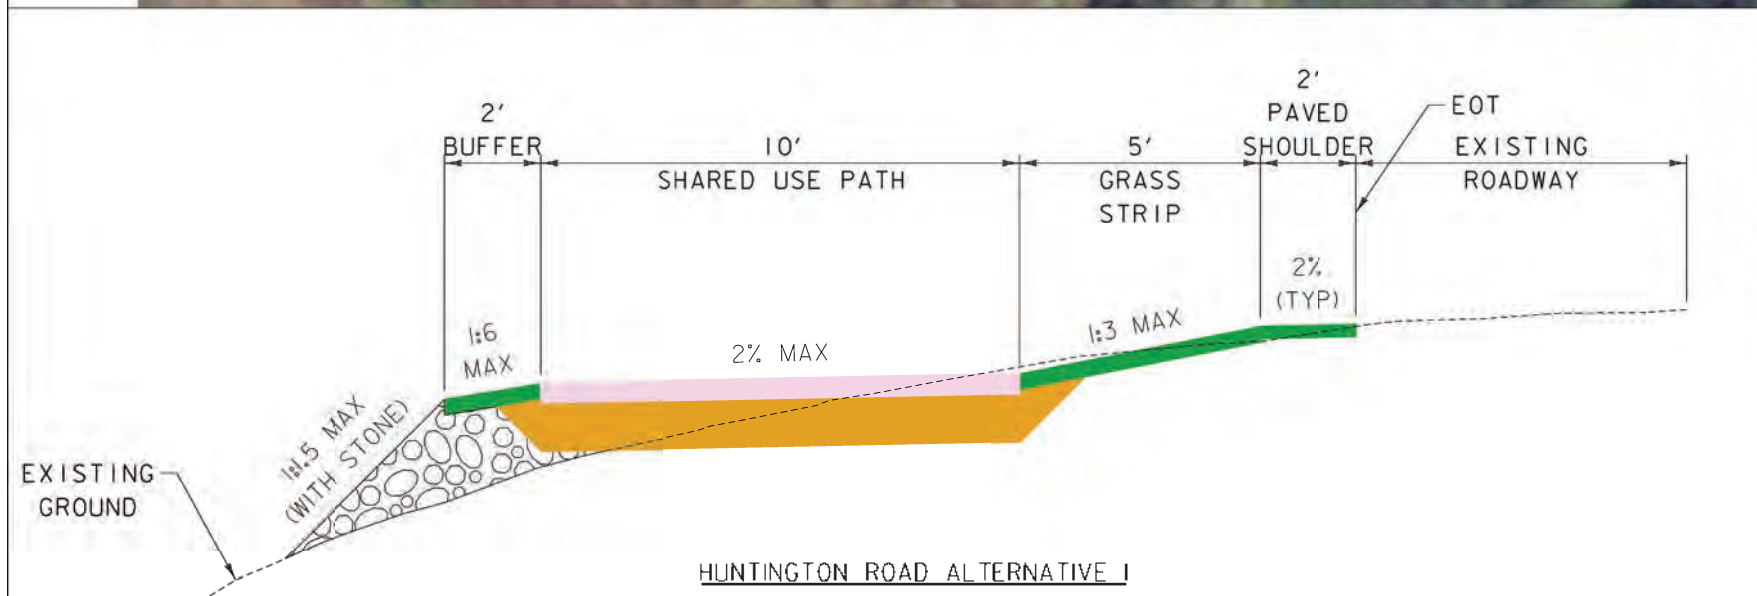 2'
BUFFER
10'
SHARED USE PATH
5'
GRASS
STRIP
2'
PAVED
SHOULDER
EOT
EXISTING
ROADWAY
1:6
MAX
2% MAX
1:3 MAX
2%
(TYP)
1:1.5 MAX
(WITH STONE)
EXISTING
GROUND
HUNTINGTON ROAD ALTERNATIVE 1